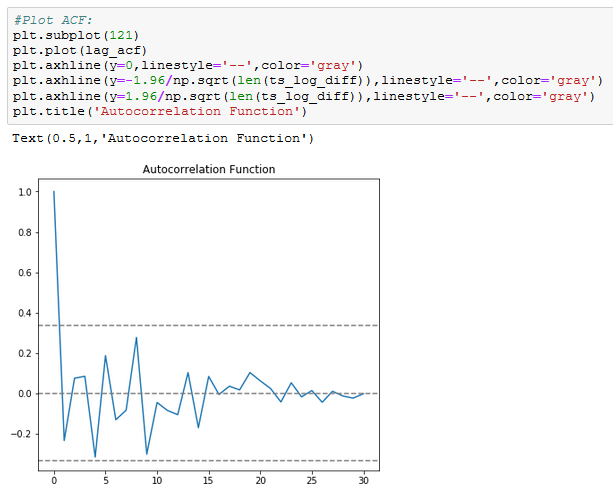 #Plot ACF:
plt.subplot(121)
plt.plot(lag_acf)
plt.axhline(y=0,linestyle='--',color='gray')
plt.axhline(y=-1.96/np.sqrt(len(ts_log_diff)),linestyle='--',color='gray')
plt.axhline(y=1.96/np.sqrt(len(ts_log_diff)),linestyle='--',color='gray')
plt.title('Autocorrelation Function')
Text(0.5,1,'Autocorrelation Function')
Autocorrelation Function
1.0
0.8
0.6
0.4
0.2
0.0
−0.2
0 5 10 15 20 25 30